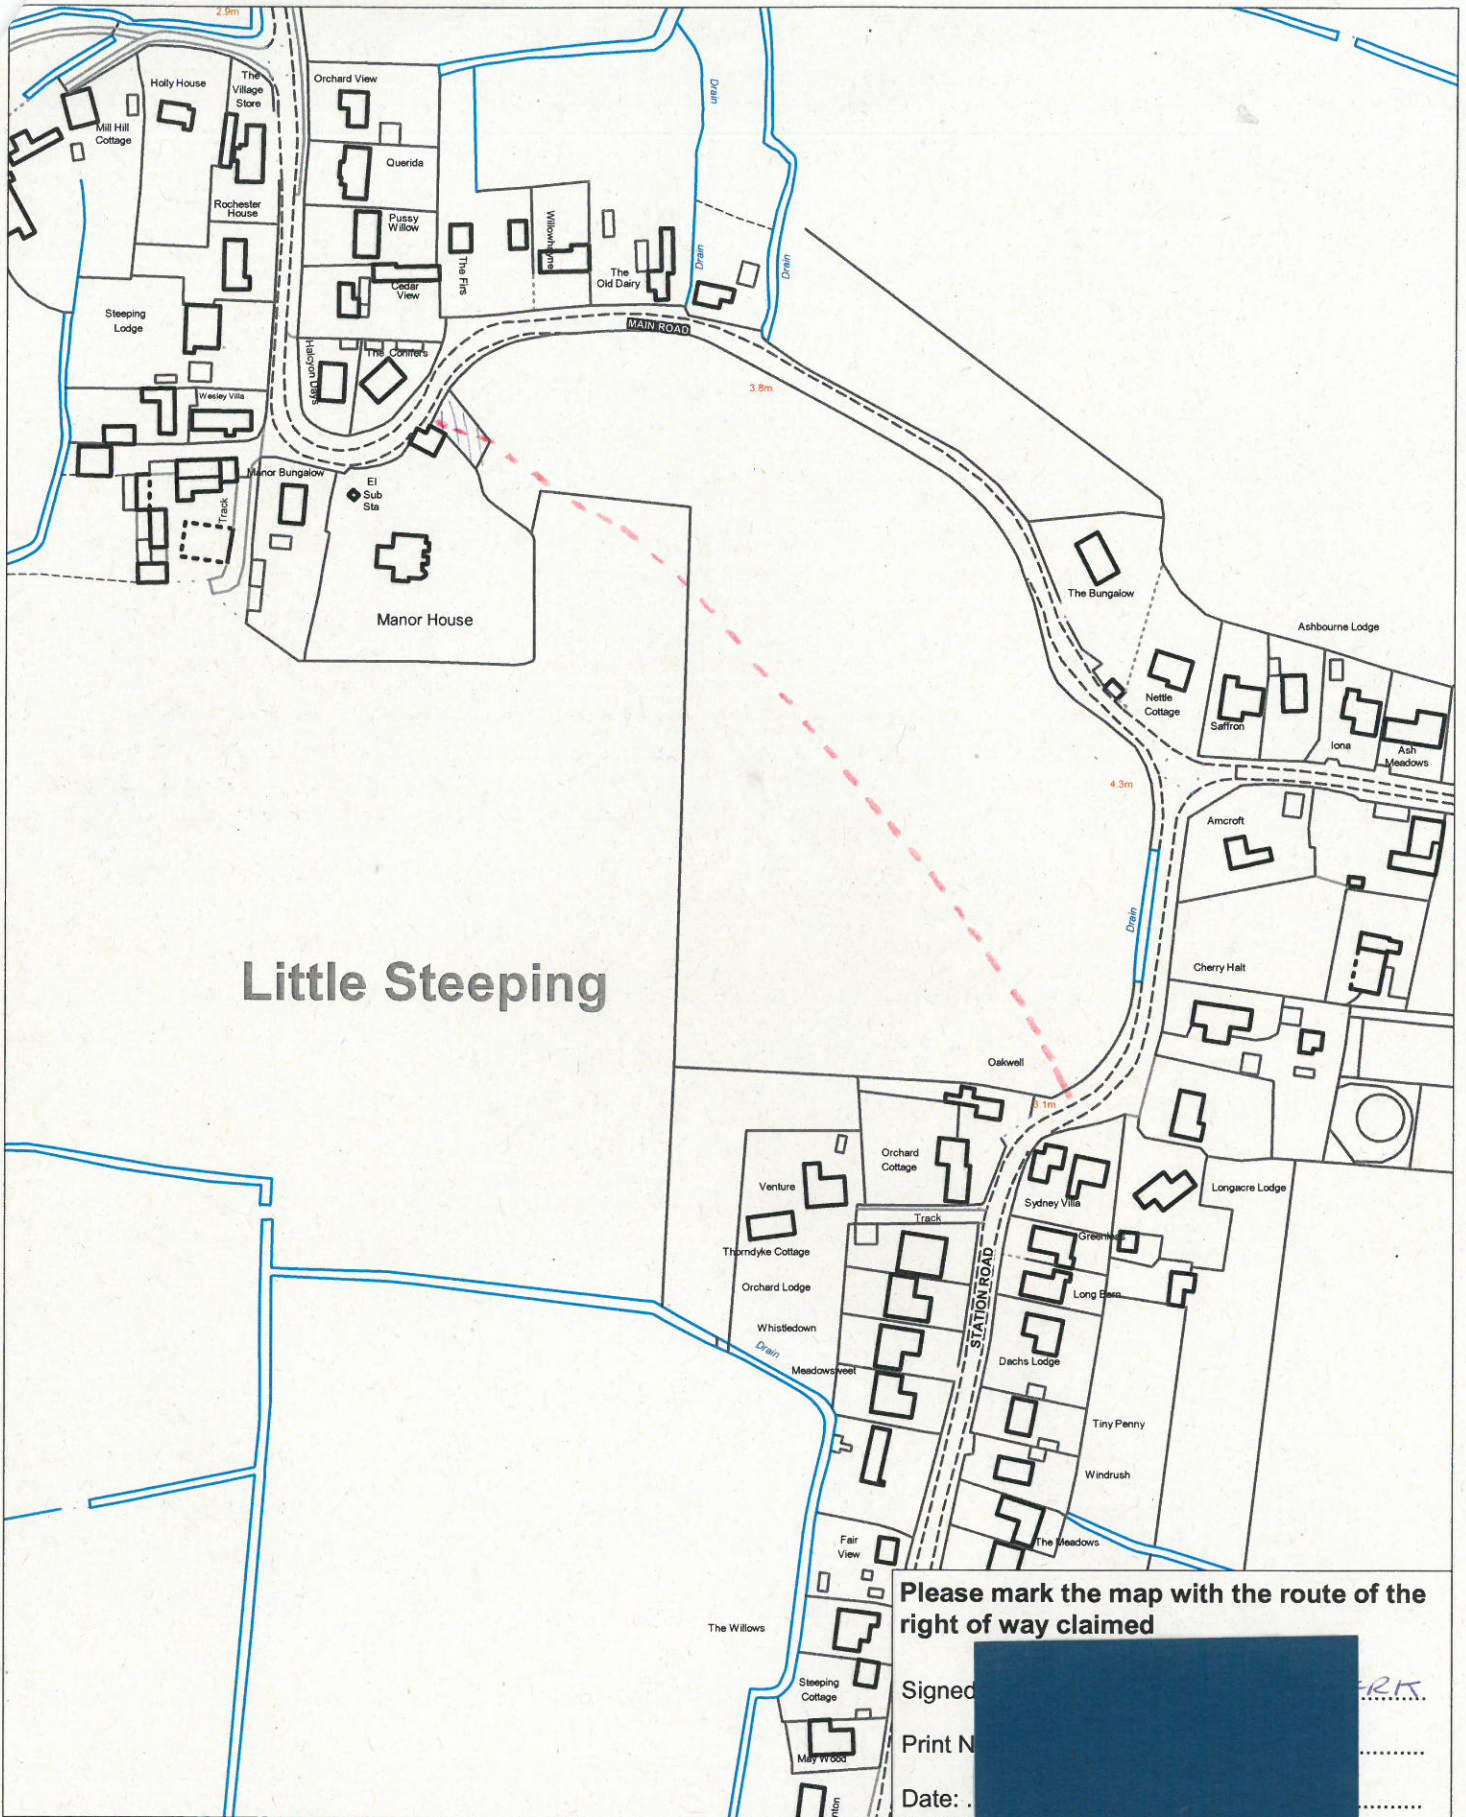 2.9m
Holly House
The
Village
Store
Orchard View
Drain
Mill Hill
Cottage
Querida
Rochester
House
Pussy
Willow
Willowhayne
The Firs
The
Old Dairy
Drain
Drain
Cedar
View
Steeping
Lodge
MAIN ROAD
Halcyon Days
The Conifers
3.8m
Wesley Villa
Manor Bungalow
El
Sub
Sta
Track
The Bungalow
Manor House
Ashbourne Lodge
Nettle
Cottage
Saffron
Iona
Ash
Meadows
4.3m
Amcroft
Drain
Little Steeping
Cherry Halt
Oakwell
3.1m
Orchard
Cottage
Venture
Sydney Villa
Longacre Lodge
Track
Thorndyke Cottage
Orchard Lodge
STATION ROAD
Long Barn
Whistledown
Drain
Meadowsweet
Dachs Lodge
Tiny Penny
Windrush
Fair
View
The Meadows
The Willows
Steeping
Cottage
May Wood
Please mark the map with the route of the
right of way claimed
Signed ERK
Print N
Date: .